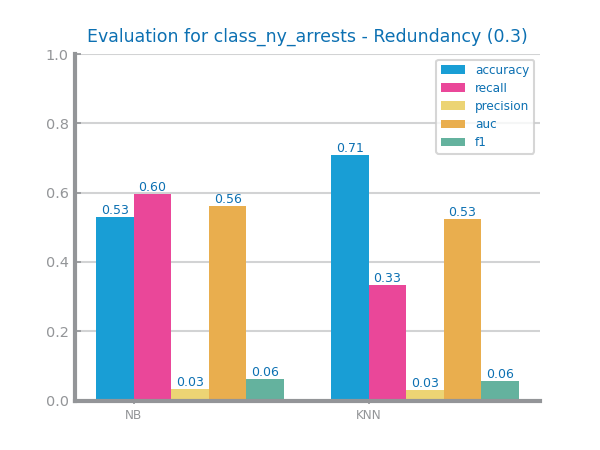 Evaluation for class_ny_arrests - Redundancy (0.3)
1.0
0.8
0.6
0.4
0.2
0.0
accuracy
recall
precision
auc
f1
0.53
0.60
0.03
0.56
0.06
0.71
0.33
0.03
0.53
0.06
NB
KNN